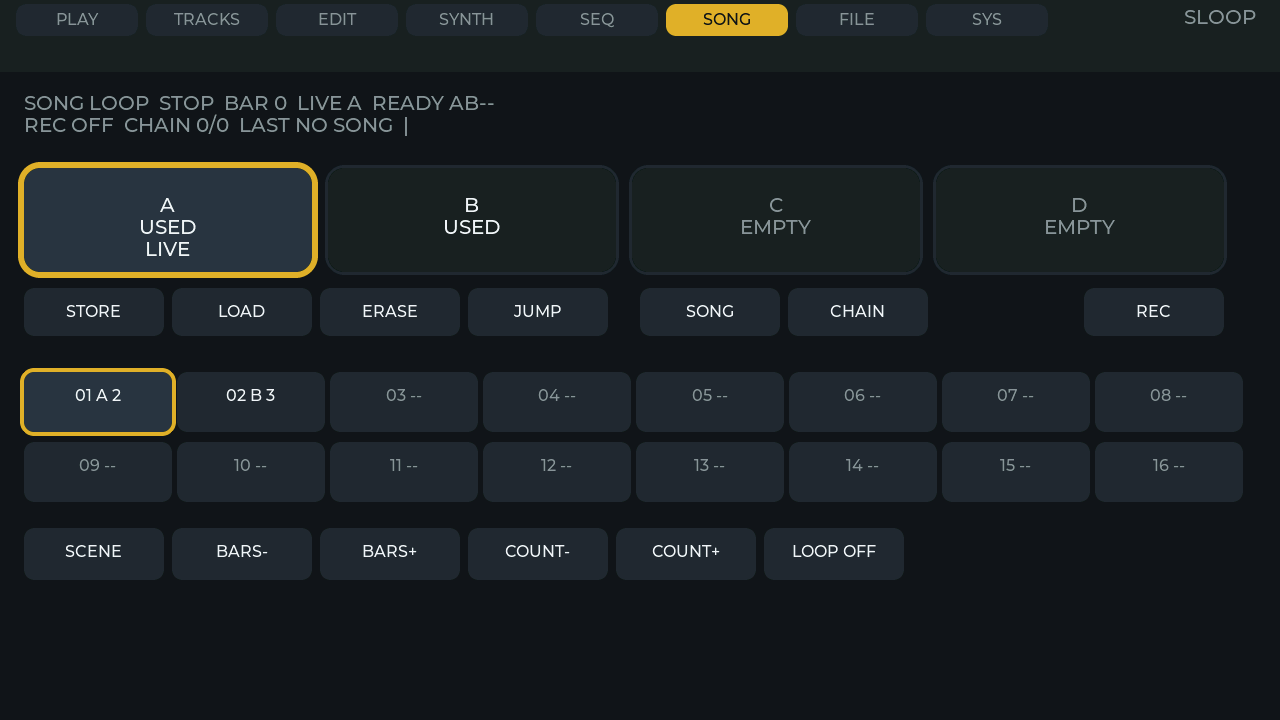 PLAY TRACKS EDIT SYNTH SEQ SONG FILE SYS SLOOP
SONG LOOP  STOP  BAR 0  LIVE A  READY AB--
REC OFF  CHAIN 0/0  LAST NO SONG  |
A B C D
USED USED EMPTY EMPTY
LIVE
STORE LOAD ERASE JUMP SONG CHAIN REC
01 A 2 02 B 3 03 -- 04 -- 05 -- 06 -- 07 -- 08 --
09 -- 10 -- 11 -- 12 -- 13 -- 14 -- 15 -- 16 --
SCENE BARS- BARS+ COUNT- COUNT+ LOOP OFF